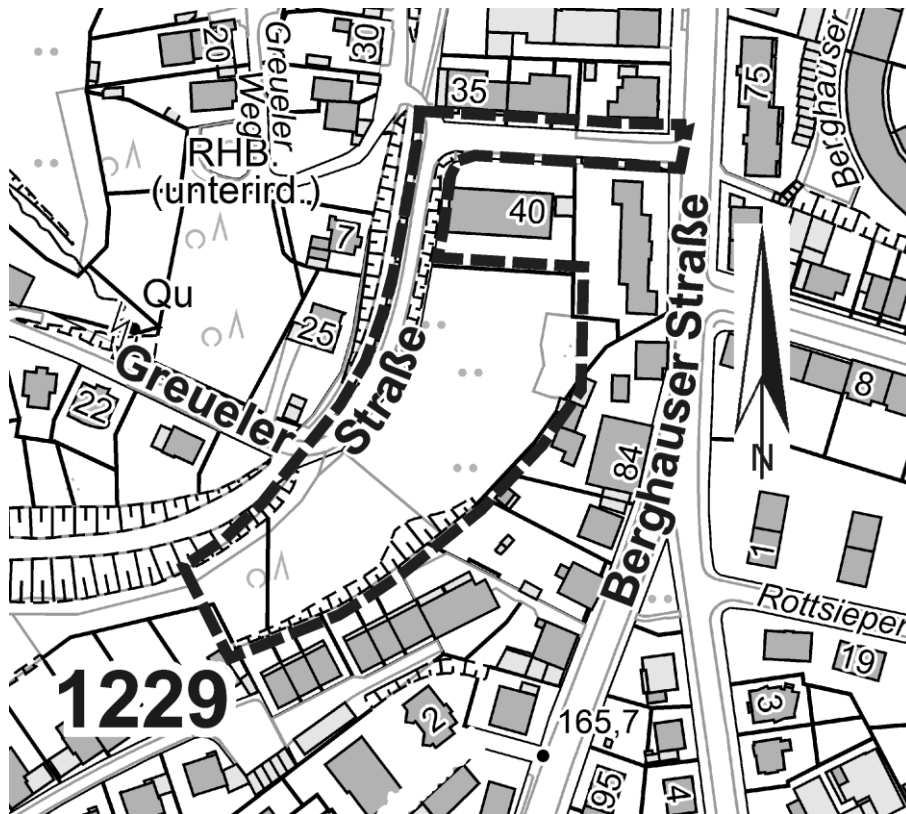 20
Greueler
Weg
30
35
75
Berghauser
RHB.
(unterird.)
40
7
Qu
25
Greueler
Straße
Berghauser Straße
22
8
84
N
1
Rottsieper
19
1229
2
3
165,7
95
4